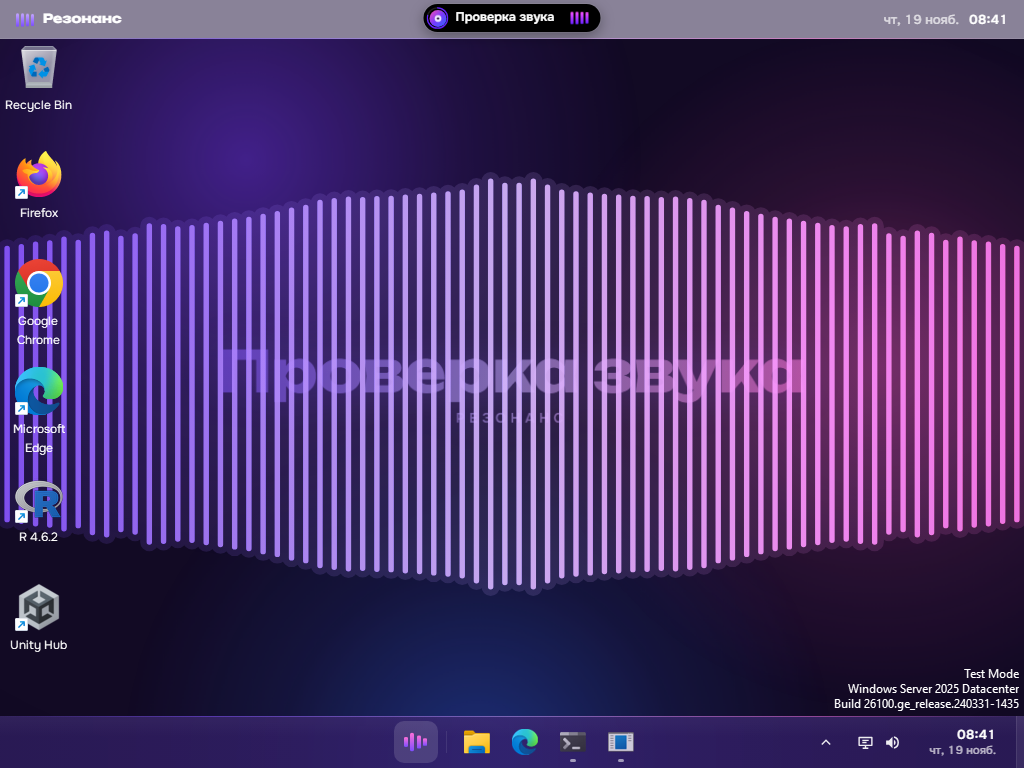 Резонанс
Проверка звука
чт, 19 нояб. 08:41
Recycle Bin
Firefox
Google
Chrome
Microsoft
Edge
R 4.6.2
Unity Hub
Проверка звука
РЕЗОНАНС
Test Mode
Windows Server 2025 Datacenter
Build 26100.ge_release.240331-1435
08:41
чт, 19 нояб.